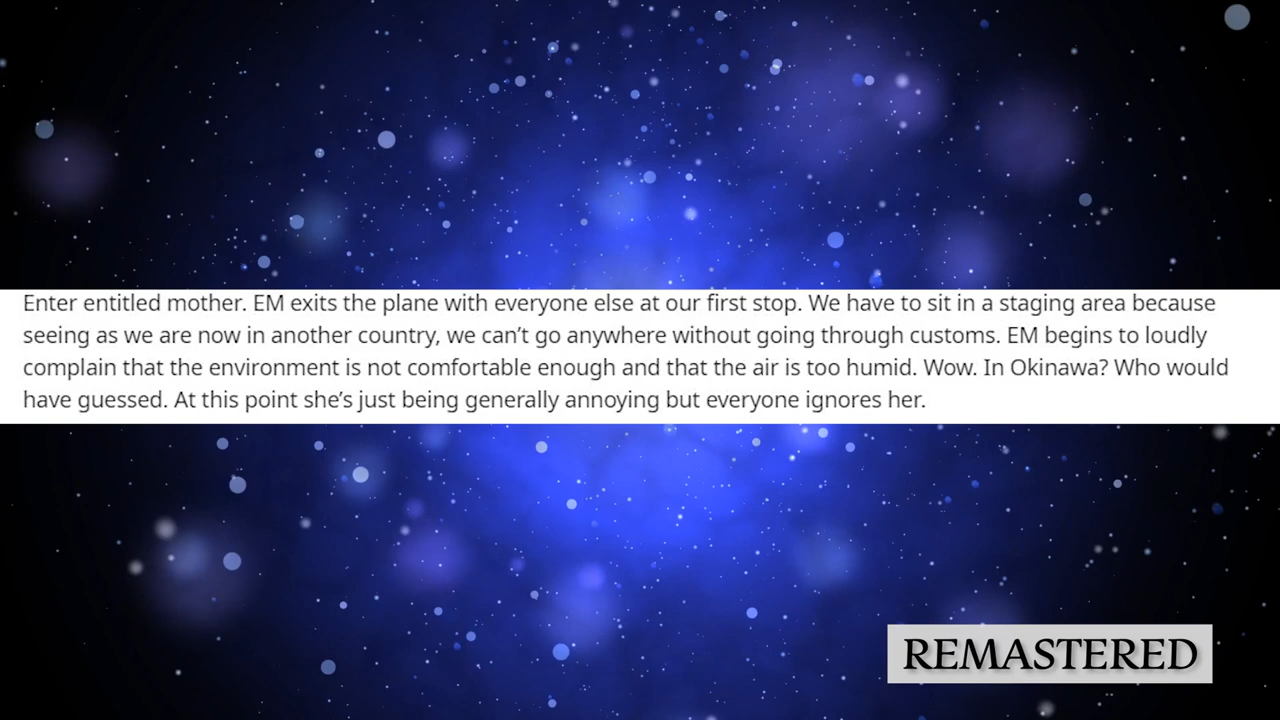 Enter entitled mother. EM exits the plane with everyone else at our first stop. We have to sit in a staging area because
seeing as we are now in another country, we can’t go anywhere without going through customs. EM begins to loudly
complain that the environment is not comfortable enough and that the air is too humid. Wow. In Okinawa? Who would
have guessed. At this point she’s just being generally annoying but everyone ignores her.
REMASTERED